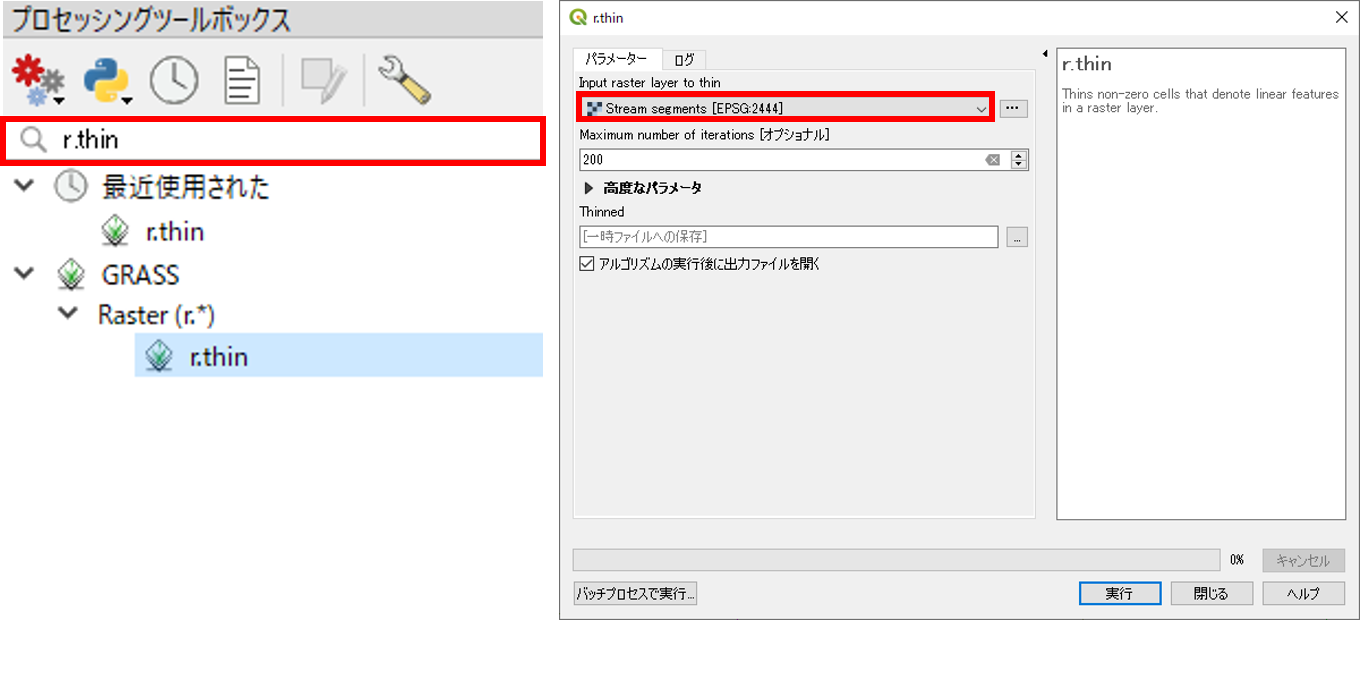 プロセッシングツールボックス
r.thin
最近使用された
r.thin
GRASS
Raster (r.*)
r.thin
r.thin
パラメーター
ログ
Input raster layer to thin
Stream segments [EPSG:2444]
...
Maximum number of iterations [オプショナル]
200
高度なパラメータ
Thinned
[一時ファイルへの保存]
...
アルゴリズムの実行後に出力ファイルを開く
r.thin
Thins non-zero cells that denote linear features
in a raster layer.
0%
キャンセル
バッチプロセスで実行...
実行
閉じる
ヘルプ